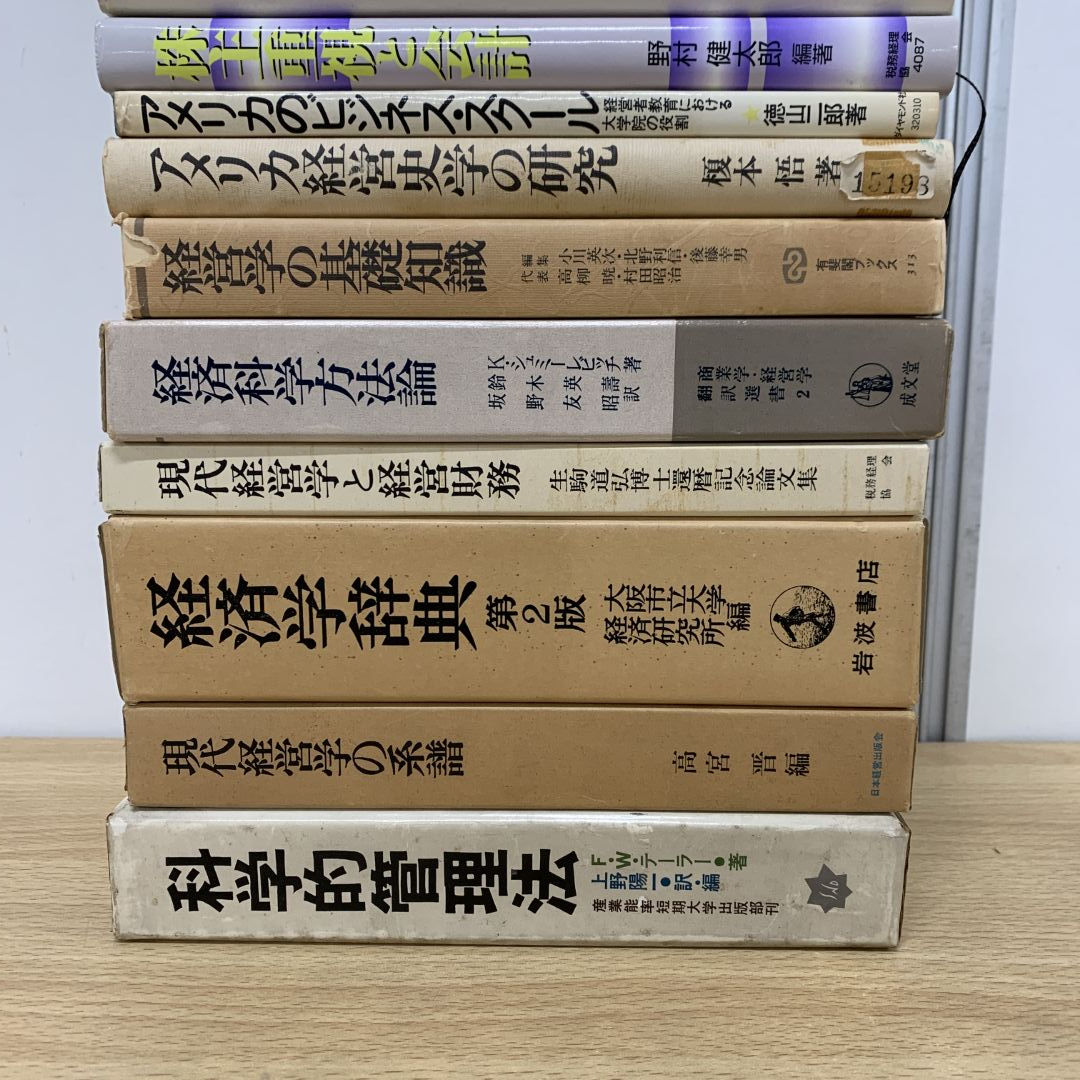 株主重視と会計
野村 健太郎 編著
税務経理
協会
4087
アメリカのビジネス・スクール
経営者教育における
大学院の役割
徳山二郎著
ダイヤモンド社
320310
アメリカ経営史学の研究
榎本 悟 著
経営学の基礎知識
編集 小川英次・北野利信・後藤幸男
代表 高柳 暁・村田昭治
有斐閣ブックス
313
経済科学方法論
K・シュミーレビッチ著
鈴木英壽
坂野友昭訳
商業学・経営学
翻訳選書2
成文堂
現代経営学と経営財務
生駒道弘博士還暦記念論文集
税務経理
協会
経済学辞典
第2版
大阪市立大学
経済研究所編
岩波書店
現代経営学の系譜
高宮 晋編
日本経営出版会
科学的管理法
F・W・テーラー●著
上野陽一●訳・編
産業能率短期大学出版部刊